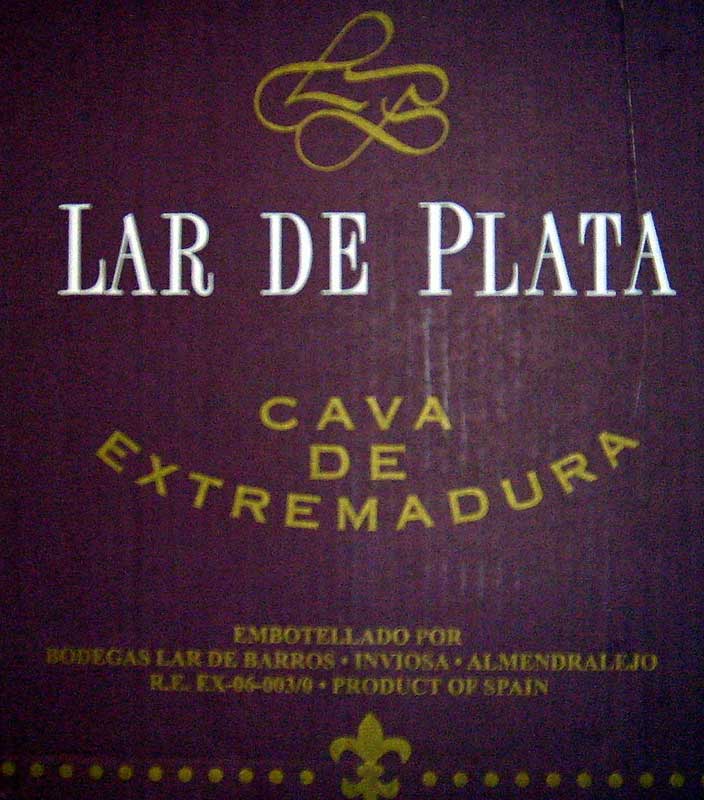 LAR DE PLATA
CAVA
DE
EXTREMADURA
EMBOTELLADO POR
BODEGAS LAR DE BARROS · INVIOSA · ALMENDRALEJO
R.E. EX-06-003/0 · PRODUCT OF SPAIN